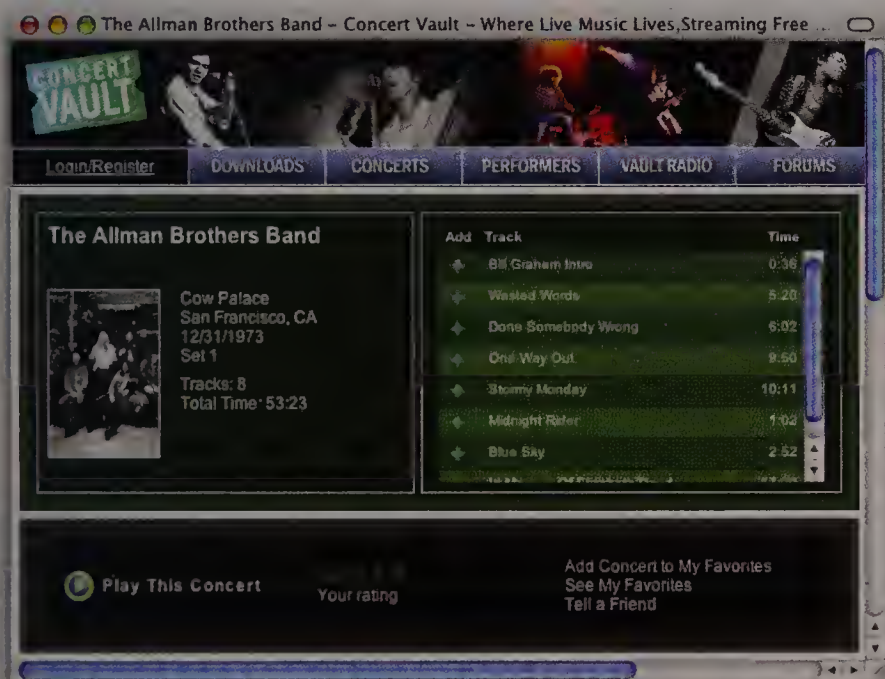 The Allman Brothers Band – Concert Vault – Where Live Music Lives,Streaming Free ...
CONCERT
VAULT
Login/Register
DOWNLOADS
CONCERTS
PERFORMERS
VAULT RADIO
FORUMS
The Allman Brothers Band
Cow Palace
San Francisco, CA
12/31/1973
Set 1
Tracks: 8
Total Time: 53:23
Add Track Time
Bill Graham Intro 0:36
Wasted Words 5:20
Done Somebody Wrong 6:02
One Way Out 9:50
Stormy Monday 10:11
Midnight Rider 1:02
Blue Sky 2:52
Play This Concert
Your rating
Add Concert to My Favorites
See My Favorites
Tell a Friend